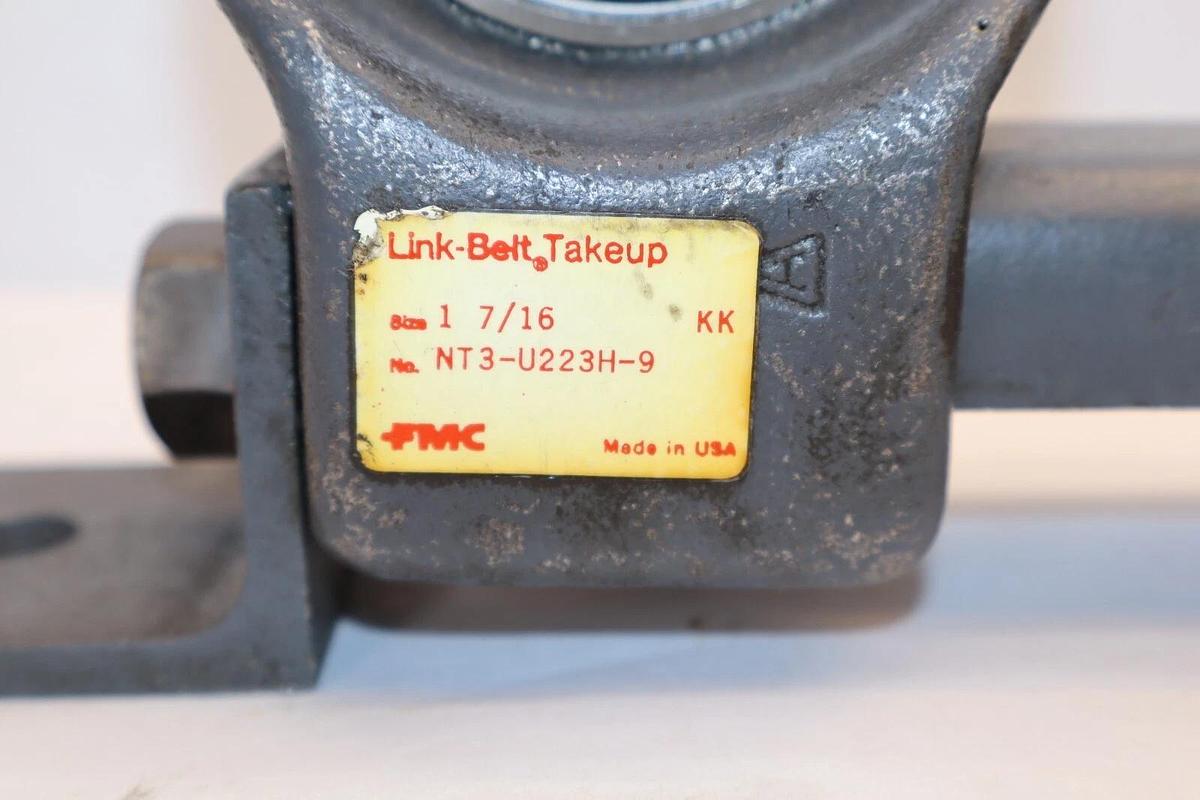 Link-Belt® Takeup
Size 1 7/16 KK
No. NT3-U223H-9
FMC Made in USA
A